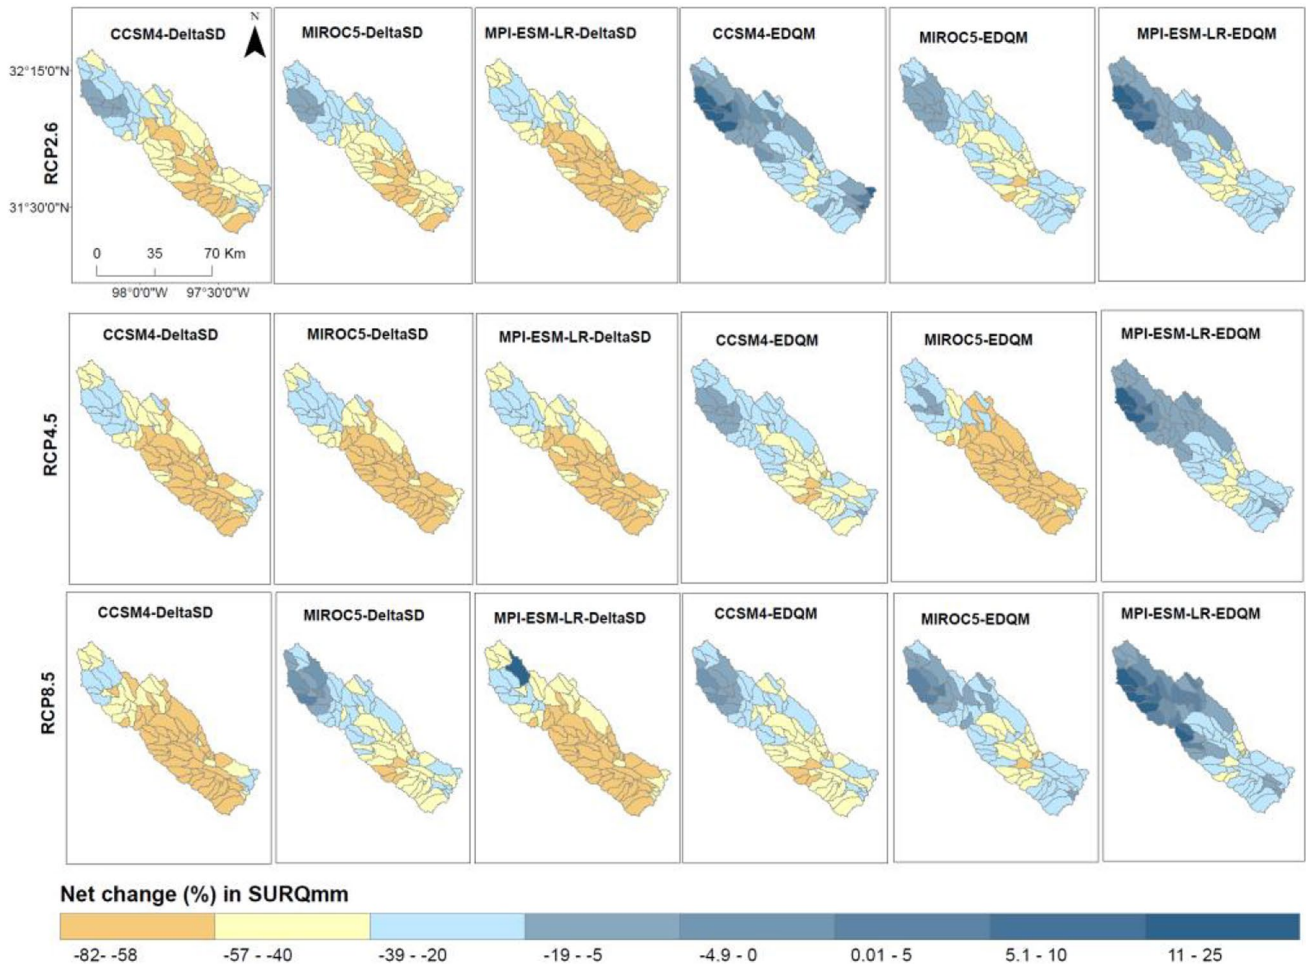 CCSM4-DeltaSD
N
MIROC5-DeltaSD
MPI-ESM-LR-DeltaSD
CCSM4-EDQM
MIROC5-EDQM
MPI-ESM-LR-EDQM
32°15'0"N
RCP2.6
31°30'0"N
0 35 70 Km
98°0'0"W 97°30'0"W
CCSM4-DeltaSD
MIROC5-DeltaSD
MPI-ESM-LR-DeltaSD
CCSM4-EDQM
MIROC5-EDQM
MPI-ESM-LR-EDQM
RCP4.5
CCSM4-DeltaSD
MIROC5-DeltaSD
MPI-ESM-LR-DeltaSD
CCSM4-EDQM
MIROC5-EDQM
MPI-ESM-LR-EDQM
RCP8.5
Net change (%) in SURQmm
-82- -58 -57 - -40 -39 - -20 -19 - -5 -4.9 - 0 0.01 - 5 5.1 - 10 11 - 25